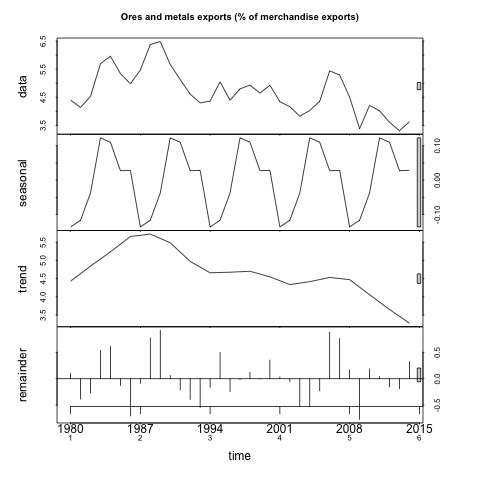 Ores and metals exports (% of merchandise exports)
data
3.5 4.5 5.5 6.5
seasonal
-0.10 0.00 0.10
trend
3.5 4.0 4.5 5.0 5.5
remainder
-0.5 0.0 0.5
1980 1987 1994 2001 2008 2015
1 2 3 4 5 6
time